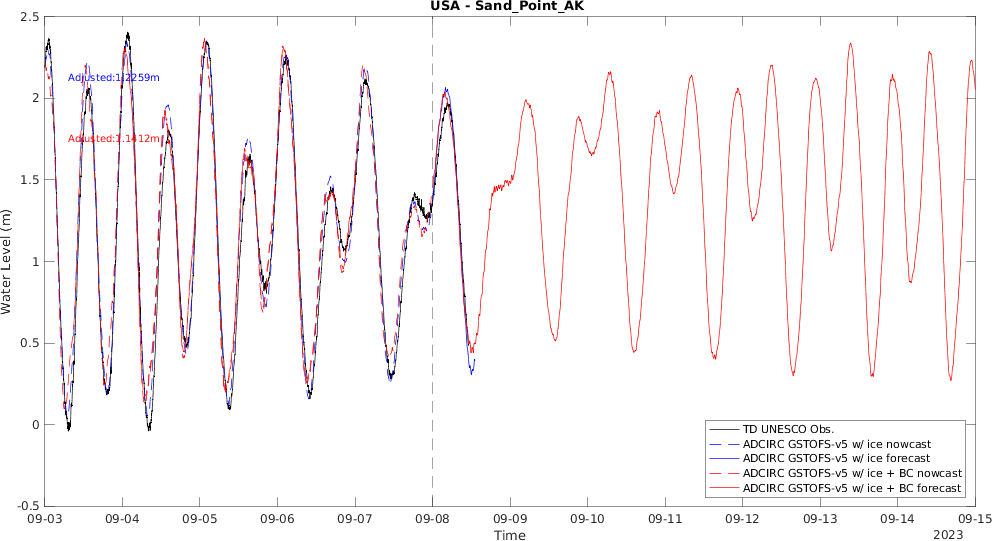 USA - Sand_Point_AK
2.5
2
1.5
1
0.5
0
-0.5
Water Level (m)
Adjusted:1.2259m
Adjusted:1.1412m
TD UNESCO Obs.
ADCIRC GSTOFS-v5 w/ ice nowcast
ADCIRC GSTOFS-v5 w/ ice forecast
ADCIRC GSTOFS-v5 w/ ice + BC nowcast
ADCIRC GSTOFS-v5 w/ ice + BC forecast
09-03 09-04 09-05 09-06 09-07 09-08 09-09 09-10 09-11 09-12 09-13 09-14 09-15
Time
2023